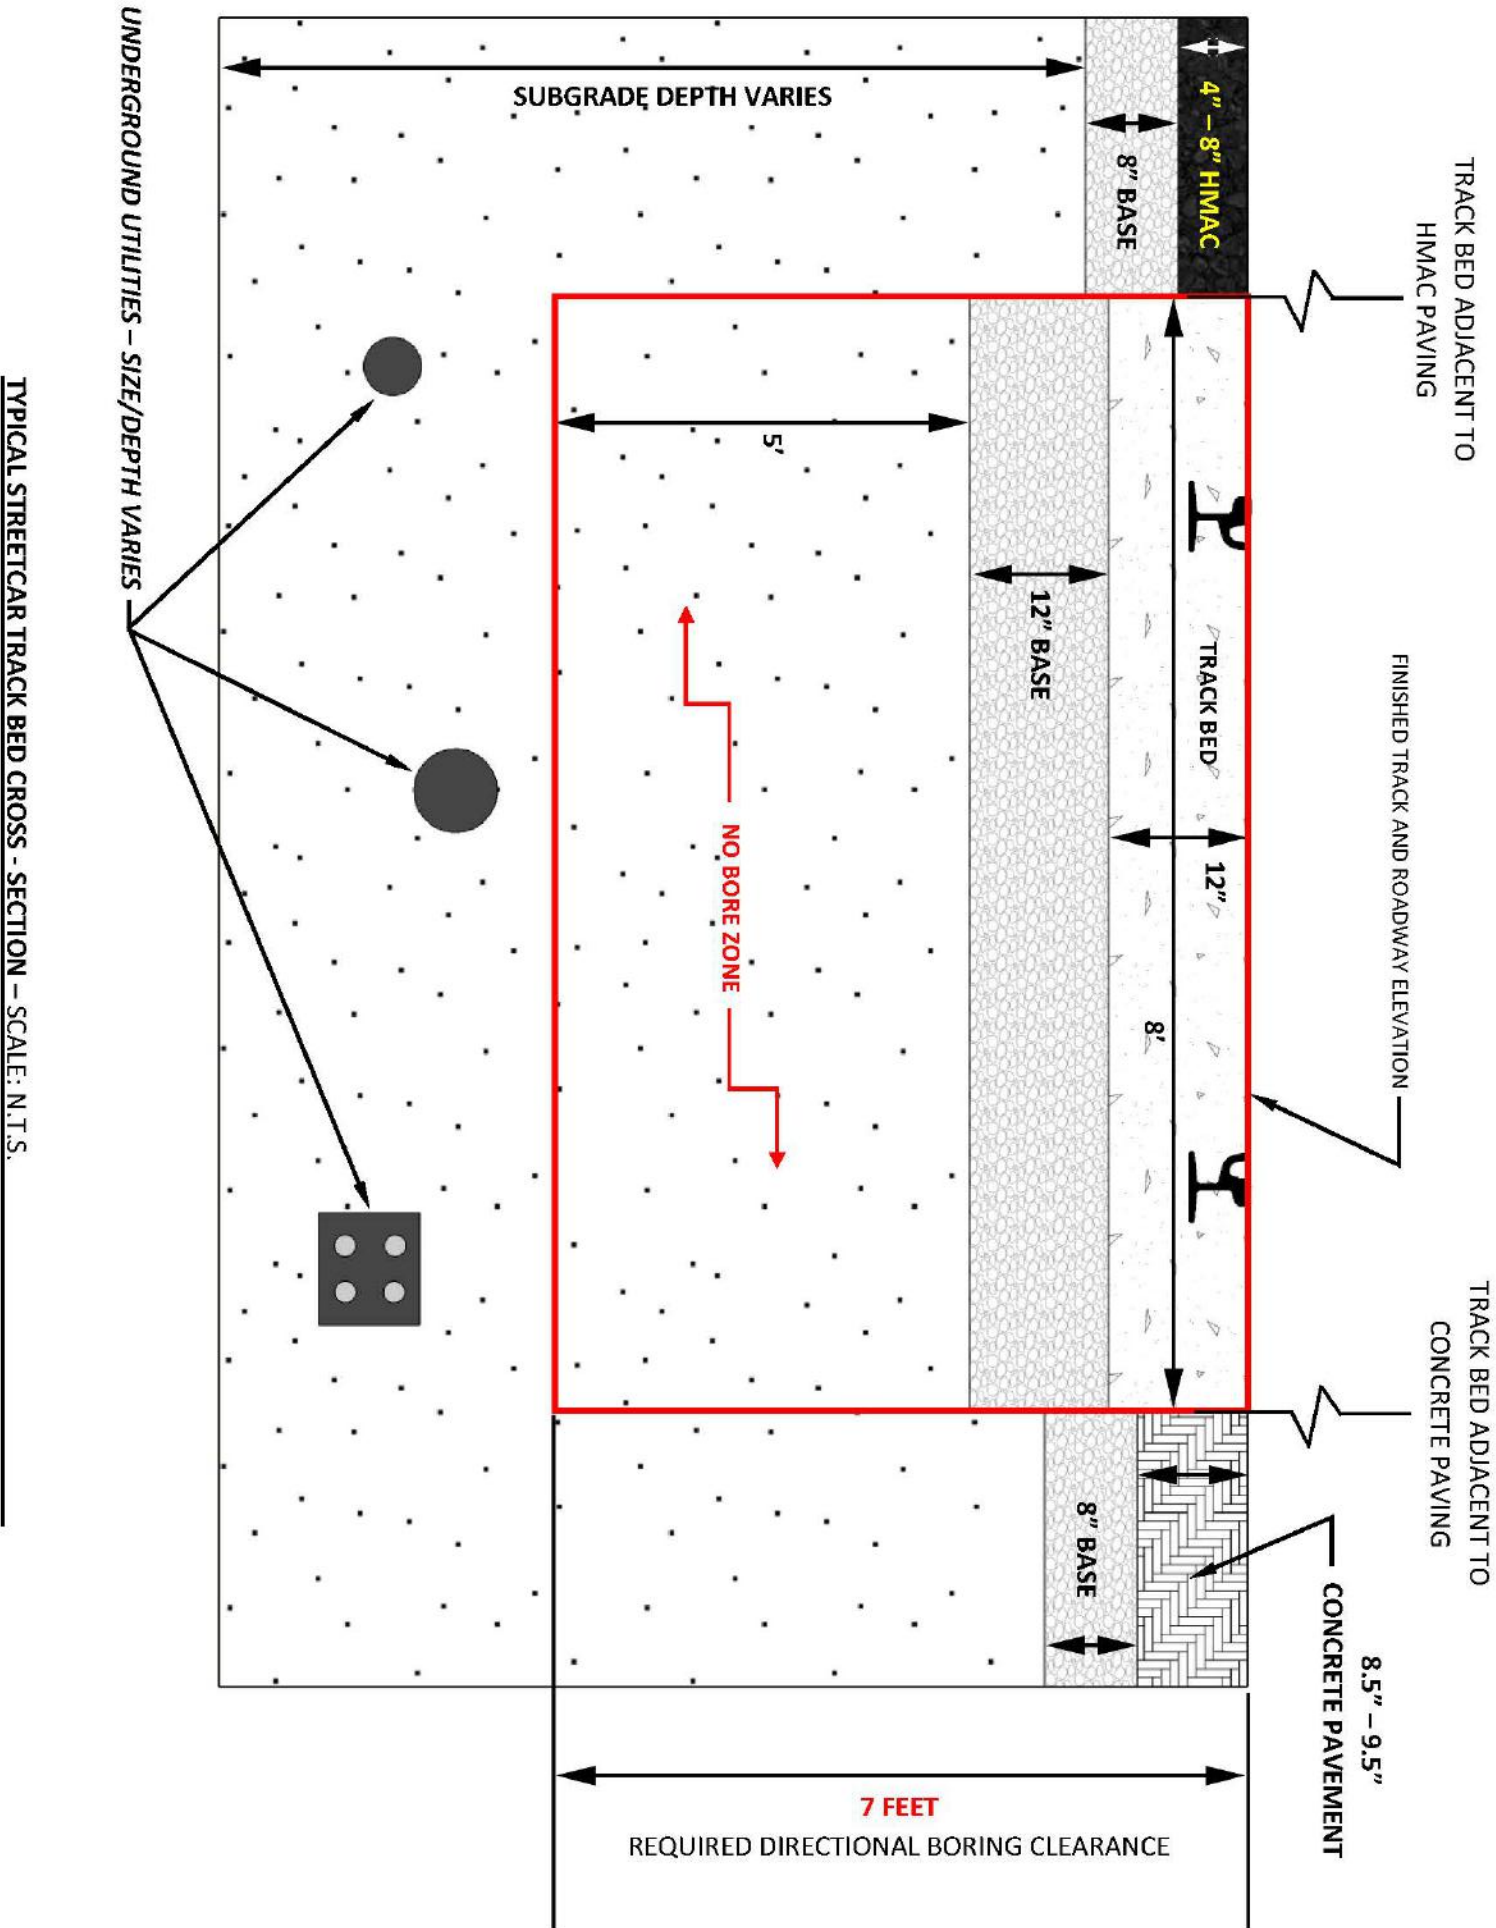 TRACK BED ADJACENT TO
HMAC PAVING
FINISHED TRACK AND ROADWAY ELEVATION
TRACK BED ADJACENT TO
CONCRETE PAVING
8.5” – 9.5”
CONCRETE PAVEMENT
4” – 8” HMAC
8” BASE
TRACK BED
12”
8’
12” BASE
8” BASE
5’
NO BORE ZONE
SUBGRADE DEPTH VARIES
7 FEET
REQUIRED DIRECTIONAL BORING CLEARANCE
UNDERGROUND UTILITIES – SIZE/DEPTH VARIES
TYPICAL STREETCAR TRACK BED CROSS - SECTION – SCALE: N.T.S.